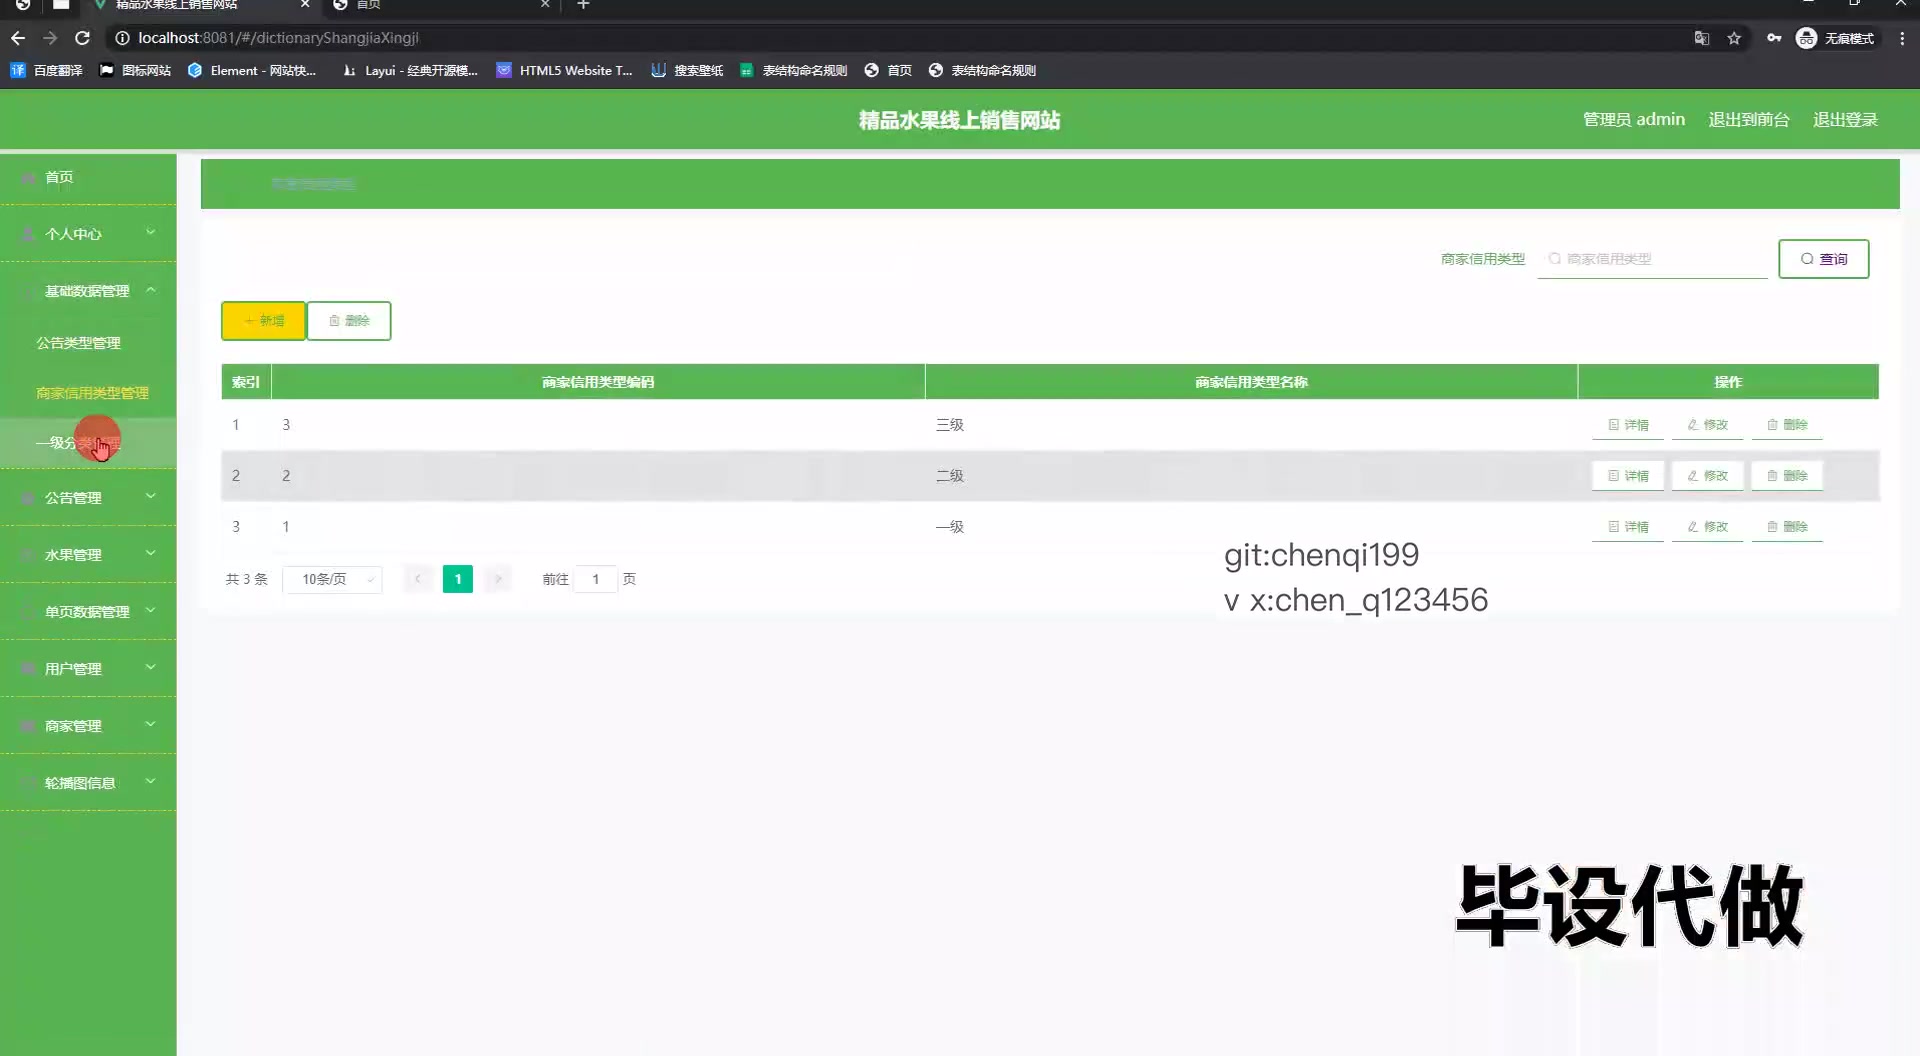 精品水果线上销售网站
首页
localhost:8081/#/dictionaryShangjiaXingji
无痕模式
百度翻译
图标网站
Element - 网站快...
Layui - 经典开源模...
HTML5 Website T...
搜索壁纸
表结构命名规则
首页
表结构命名规则
精品水果线上销售网站
管理员 admin
退出到前台
退出登录
首页
个人中心
基础数据管理
公告类型管理
商家信用类型管理
一级分类管理
公告管理
水果管理
单页数据管理
用户管理
商家管理
轮播图信息
商家信用类型
商家信用类型
查询
新增
删除
索引 商家信用类型编码 商家信用类型名称 操作
1 3 三级 详情 修改 删除
2 2 二级 详情 修改 删除
3 1 一级 详情 修改 删除
共 3 条 10条/页 1 前往 1 页
git:chenqi199
v x:chen_q123456
毕设代做